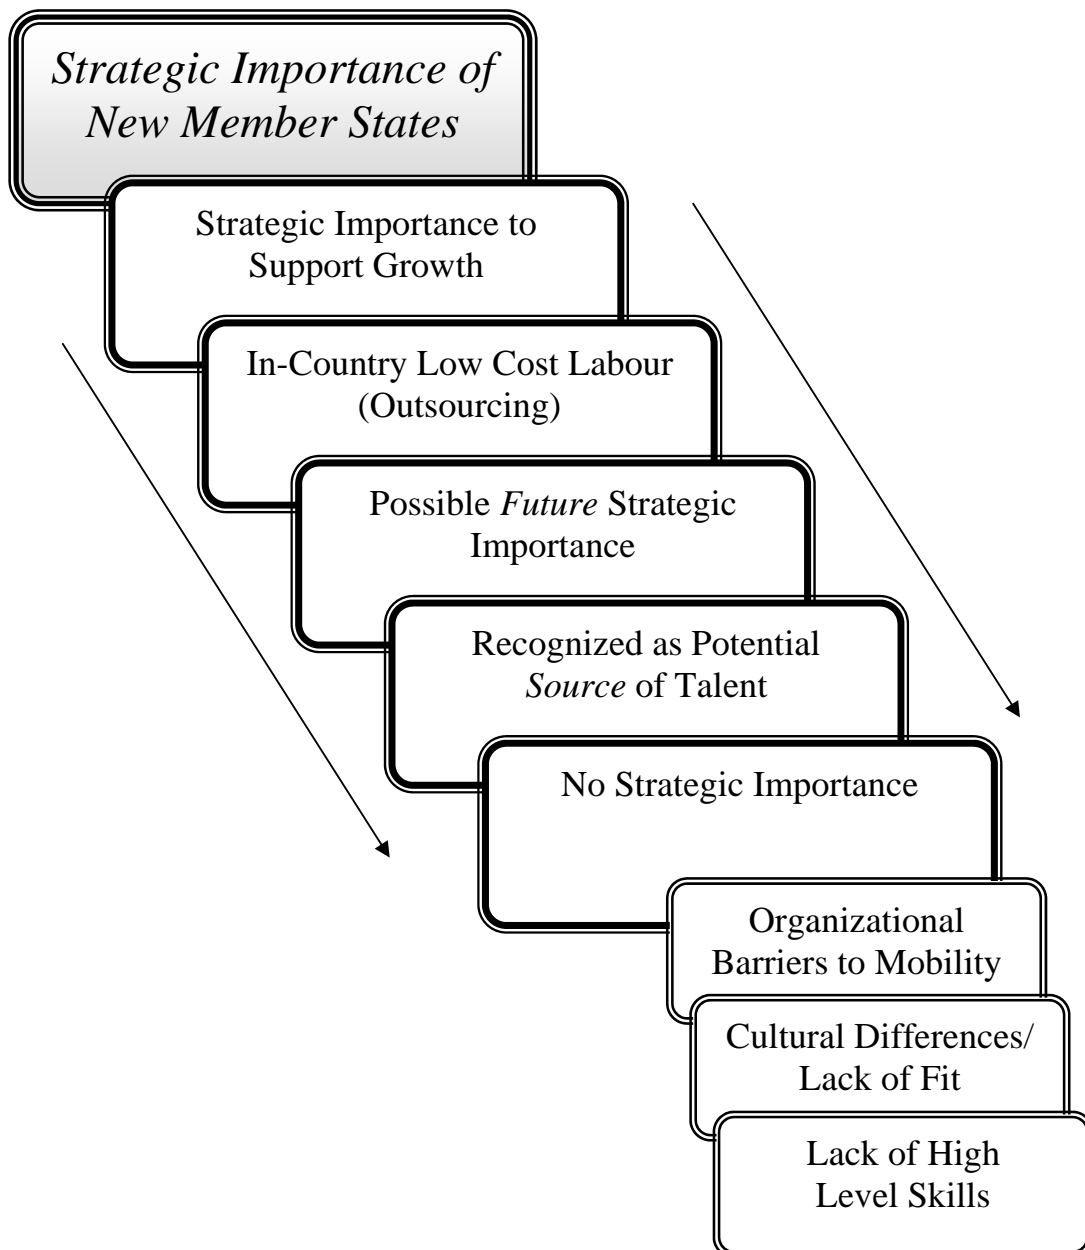 Strategic Importance of
New Member States
Strategic Importance to
Support Growth
In-Country Low Cost Labour
(Outsourcing)
Possible Future Strategic
Importance
Recognized as Potential
Source of Talent
No Strategic Importance
Organizational
Barriers to Mobility
Cultural Differences/
Lack of Fit
Lack of High
Level Skills